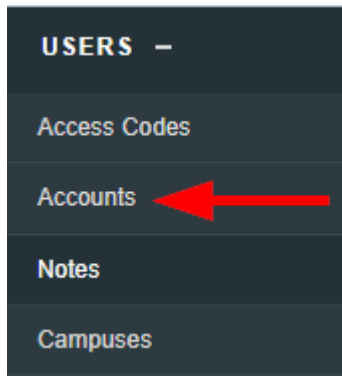 USERS –
Access Codes
Accounts
Notes
Campuses